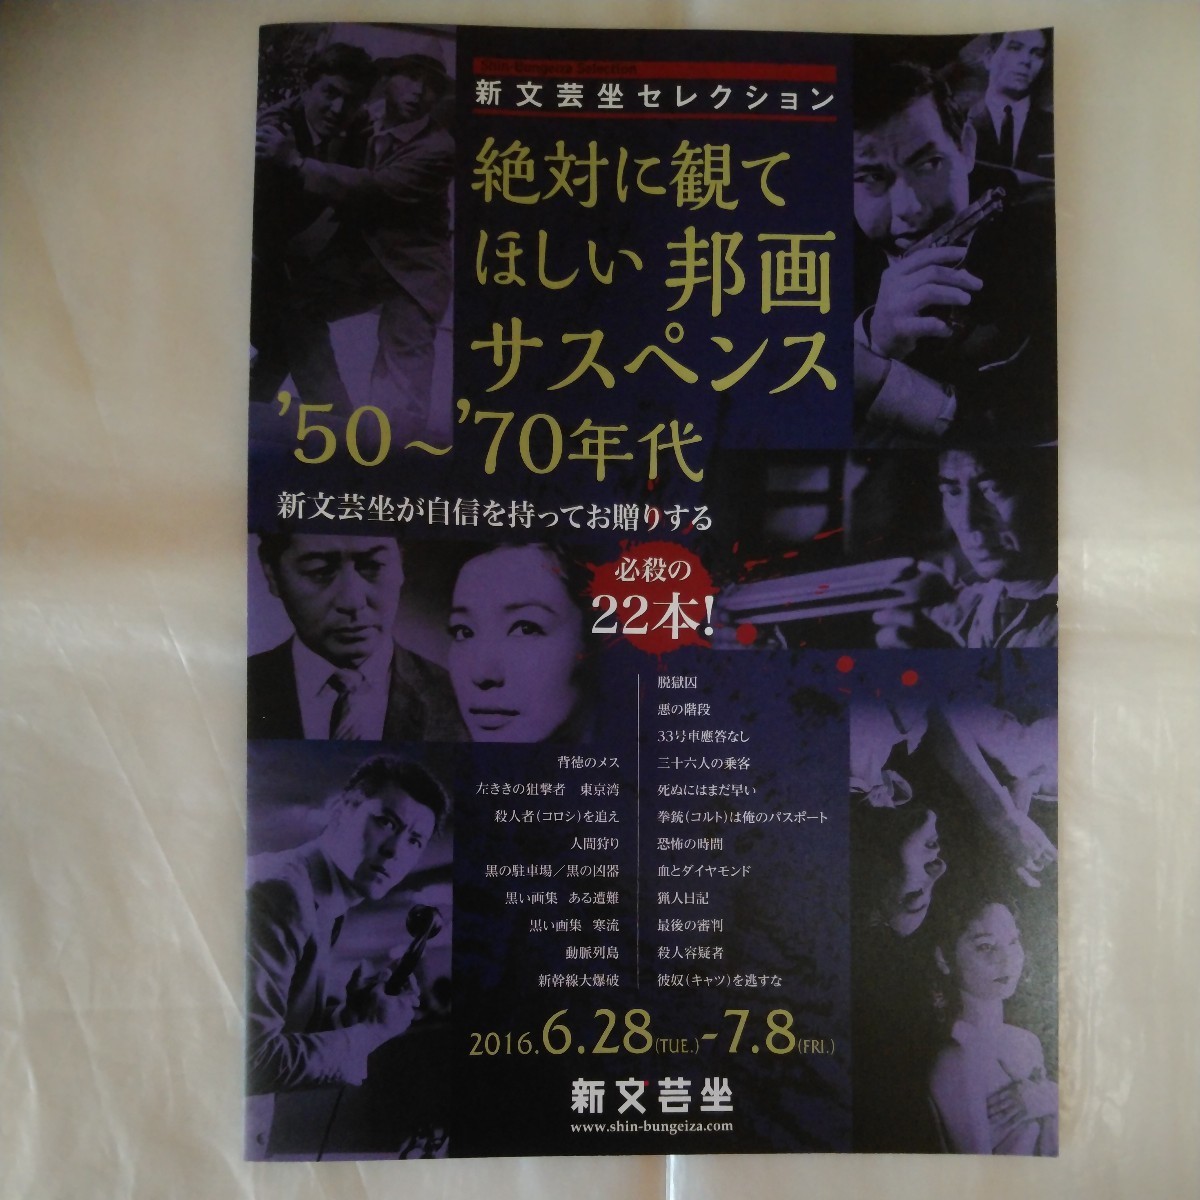 Shin-Bungeiza Selection
新文芸坐セレクション
絶対に観て
ほしい 邦画
サスペンス
'50～'70年代
新文芸坐が自信を持ってお贈りする
必殺の
22本!
脱獄囚
悪の階段
33号車應答なし
三十六人の乗客
死ぬにはまだ早い
拳銃(コルト)は俺のパスポート
恐怖の時間
血とダイヤモンド
猟人日記
最後の審判
殺人容疑者
彼奴(キャツ)を逃すな
背徳のメス
左ききの狙撃者　東京湾
殺人者(コロシ)を追え
人間狩り
黒の駐車場／黒の凶器
黒い画集　ある遭難
黒い画集　寒流
動脈列島
新幹線大爆破
2016.6.28(TUE.)-7.8(FRI.)
新文芸坐
www.shin-bungeiza.com